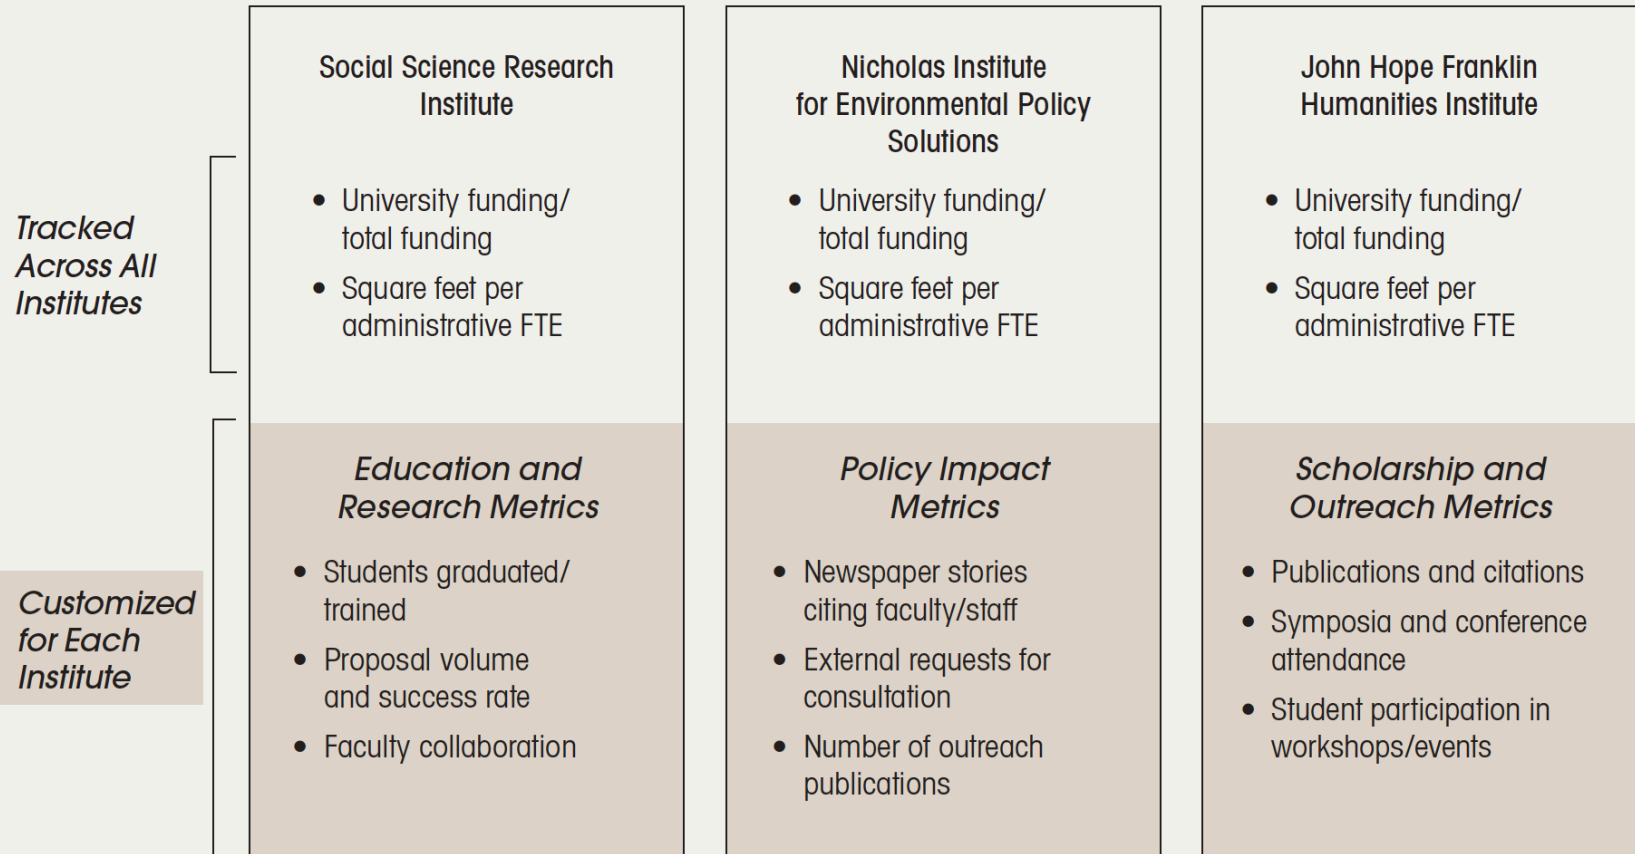 Social Science Research
Institute
Nicholas Institute
for Environmental Policy
Solutions
John Hope Franklin
Humanities Institute
Tracked
Across All
Institutes
• University funding/
total funding
• Square feet per
administrative FTE
• University funding/
total funding
• Square feet per
administrative FTE
• University funding/
total funding
• Square feet per
administrative FTE
Customized
for Each
Institute
Education and
Research Metrics
• Students graduated/
trained
• Proposal volume
and success rate
• Faculty collaboration
Policy Impact
Metrics
• Newspaper stories
citing faculty/staff
• External requests for
consultation
• Number of outreach
publications
Scholarship and
Outreach Metrics
• Publications and citations
• Symposia and conference
attendance
• Student participation in
workshops/events